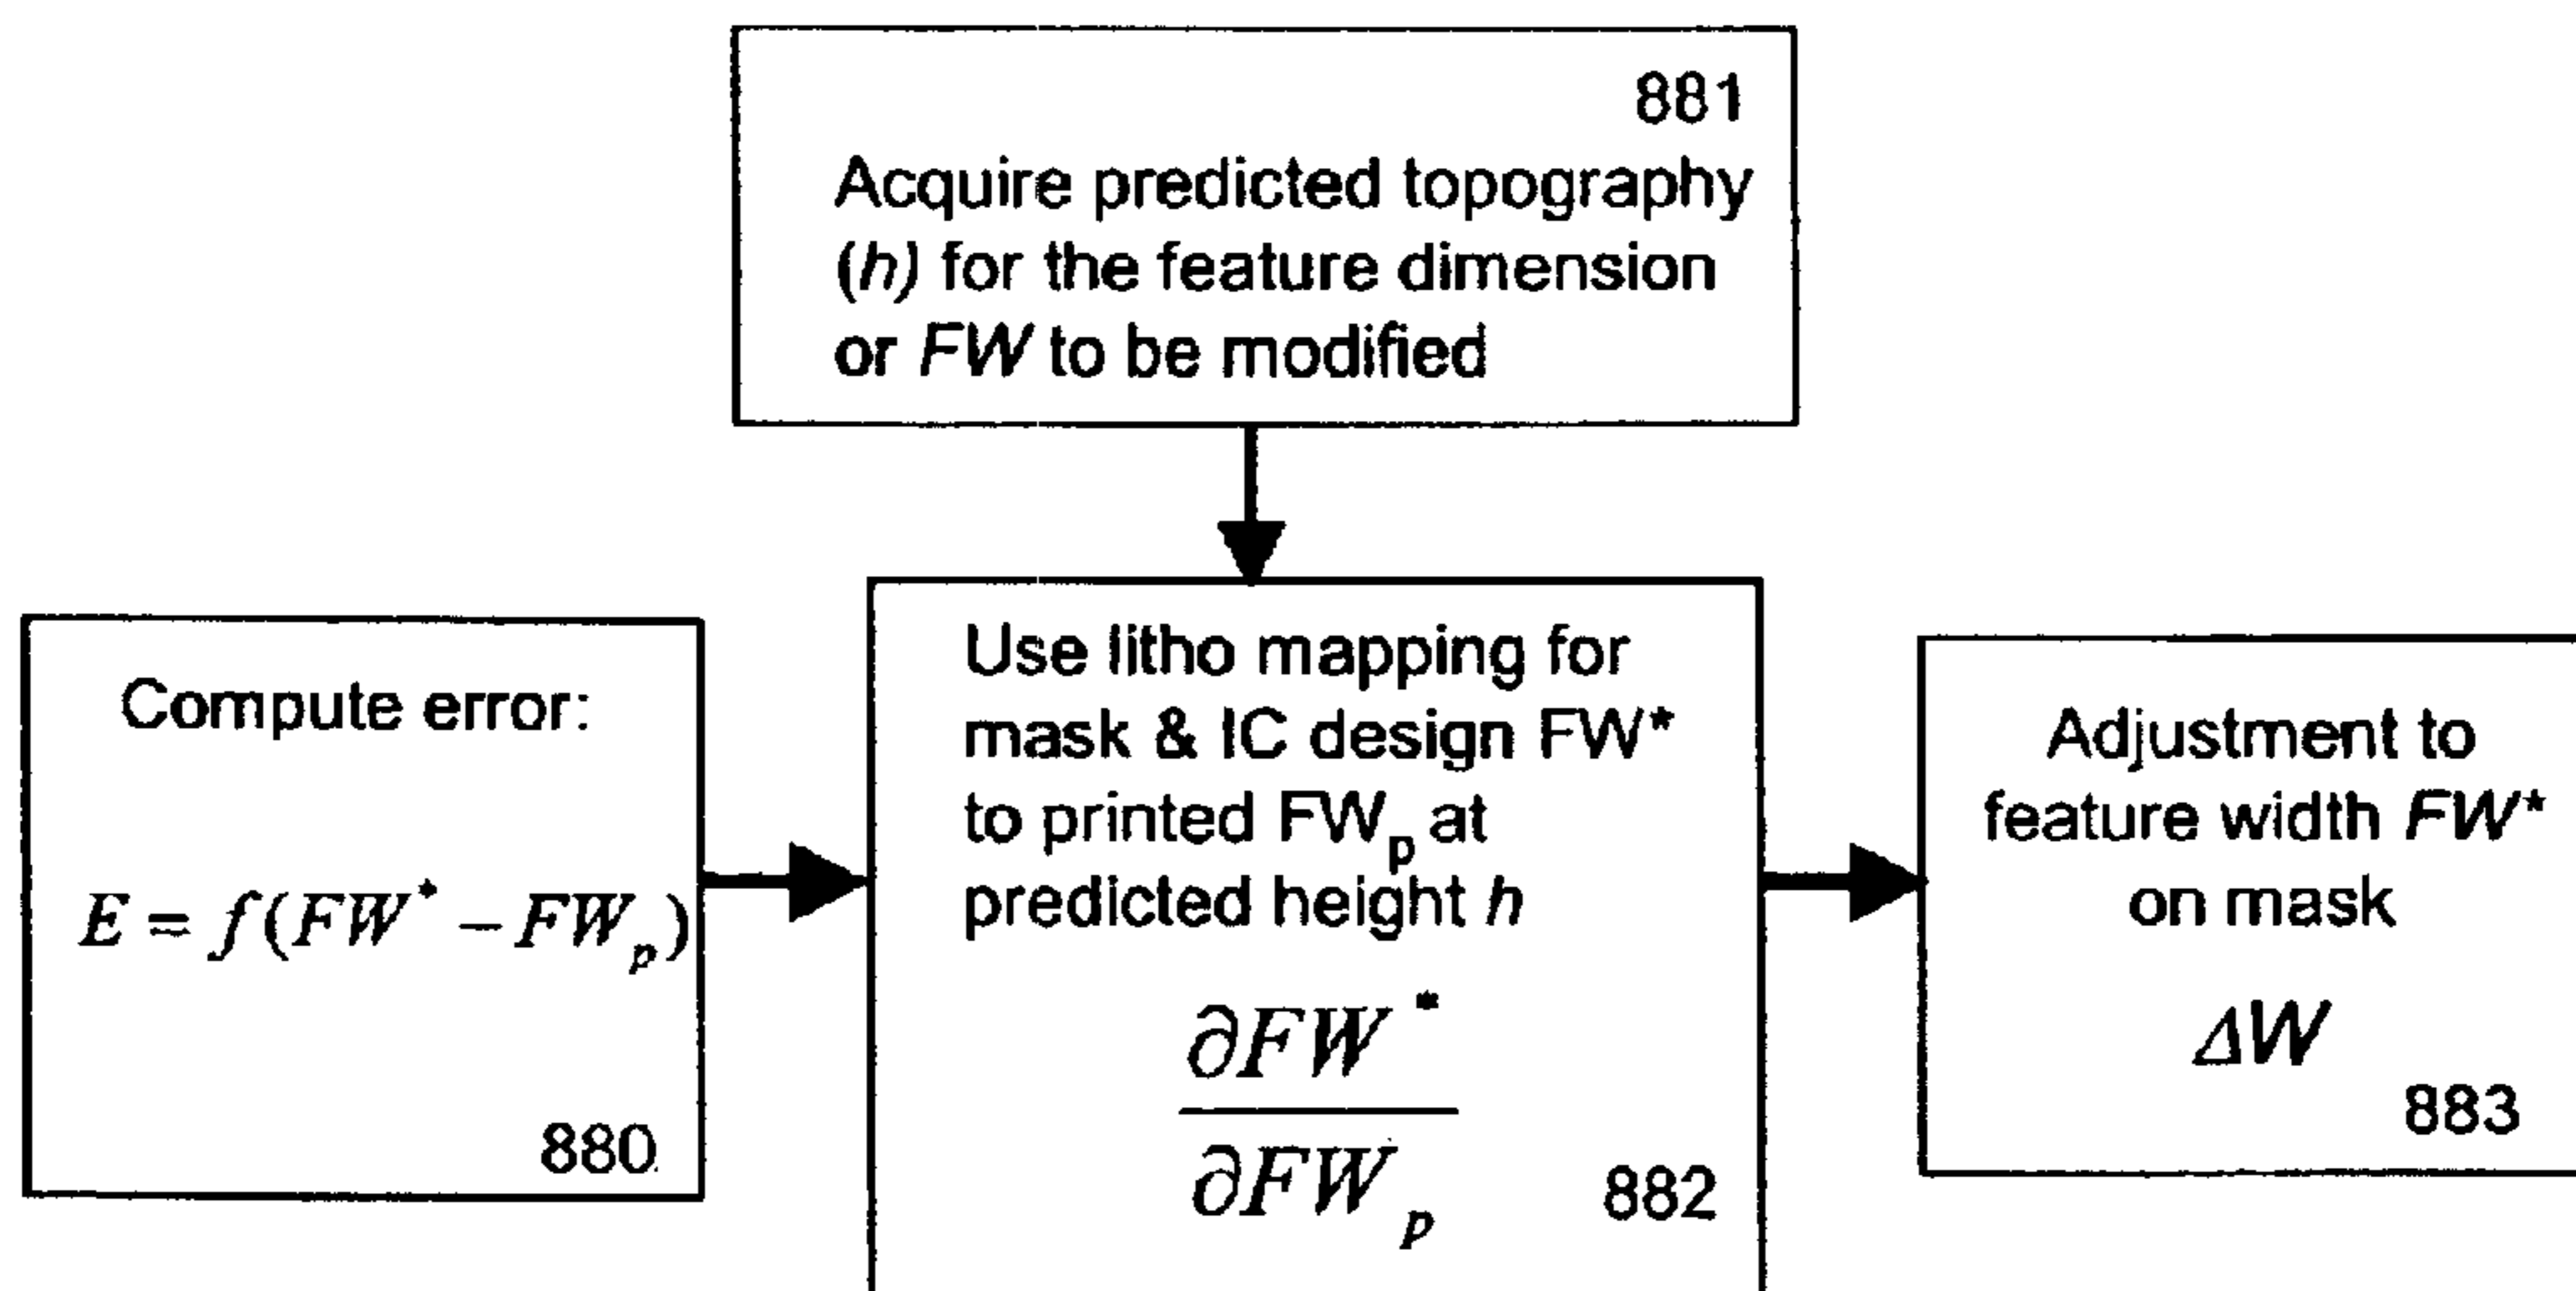 881
Acquire predicted topography
(h) for the feature dimension
or FW to be modified
Compute error:
E = f(FW* − FWp)
880
Use litho mapping for
mask & IC design FW*
to printed FWp at
predicted height h
∂FW*
∂FWp
882
Adjustment to
feature width FW*
on mask
ΔW
883